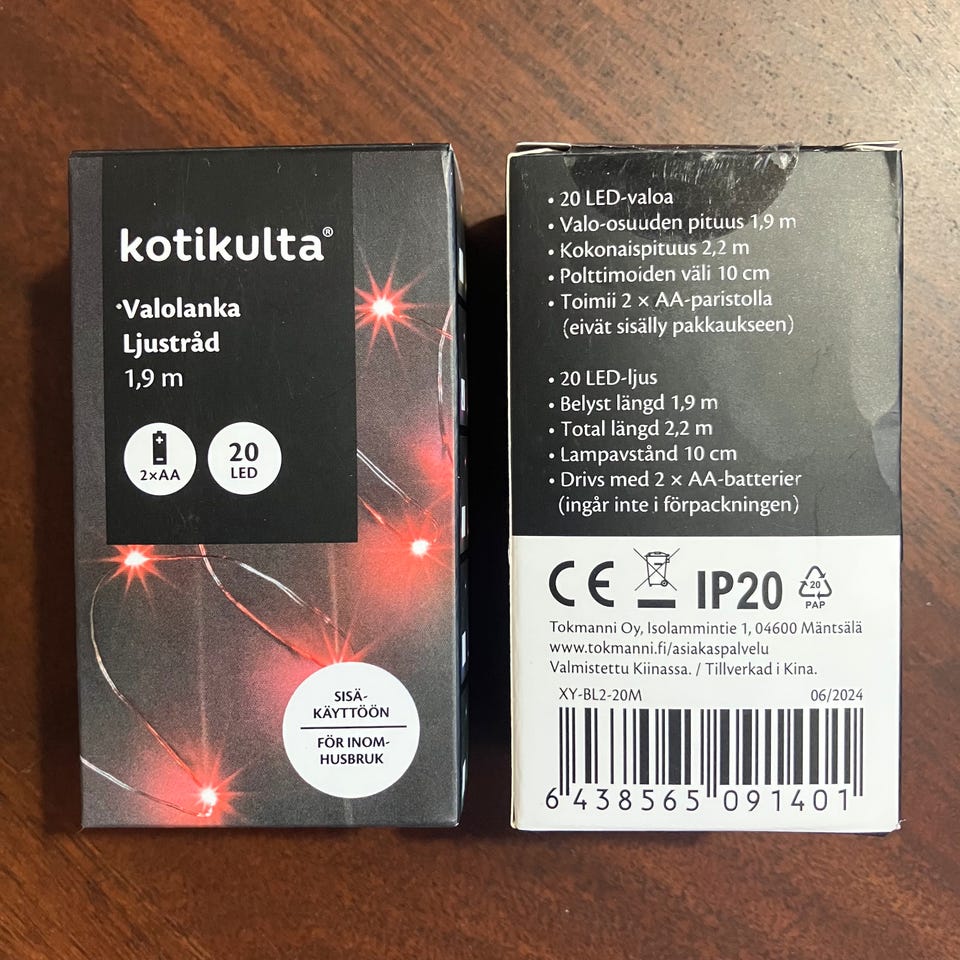 kotikulta®
Valolanka
Ljustråd
1,9 m
2×AA
20
LED
SISÄ-
KÄYTTÖÖN
FÖR INOM-
HUSBRUK
• 20 LED-valoa
• Valo-osuuden pituus 1,9 m
• Kokonaispituus 2,2 m
• Polttimoiden väli 10 cm
• Toimii 2 × AA-paristolla
(eivät sisälly pakkaukseen)
• 20 LED-ljus
• Belyst längd 1,9 m
• Total längd 2,2 m
• Lampavstånd 10 cm
• Drivs med 2 × AA-batterier
(ingår inte i förpackningen)
CE IP20 20
PAP
Tokmanni Oy, Isolammintie 1, 04600 Mäntsälä
www.tokmanni.fi/asiakaspalvelu
Valmistettu Kiinassa. / Tillverkad i Kina.
XY-BL2-20M 06/2024
6 438565 091401